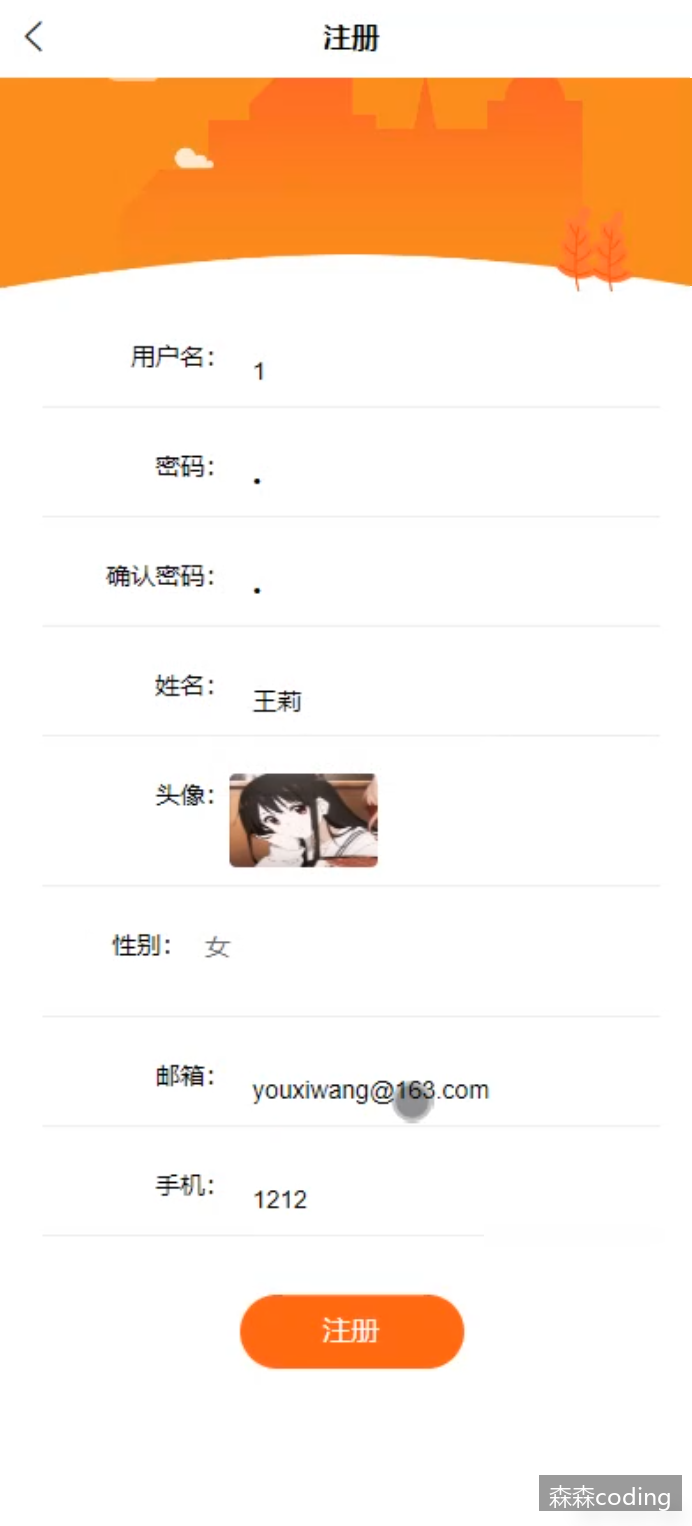 注册
用户名： 1
密码： •
确认密码： •
姓名： 王莉
头像：
性别： 女
邮箱： youxiwang@163.com
手机： 1212
注册
森森coding